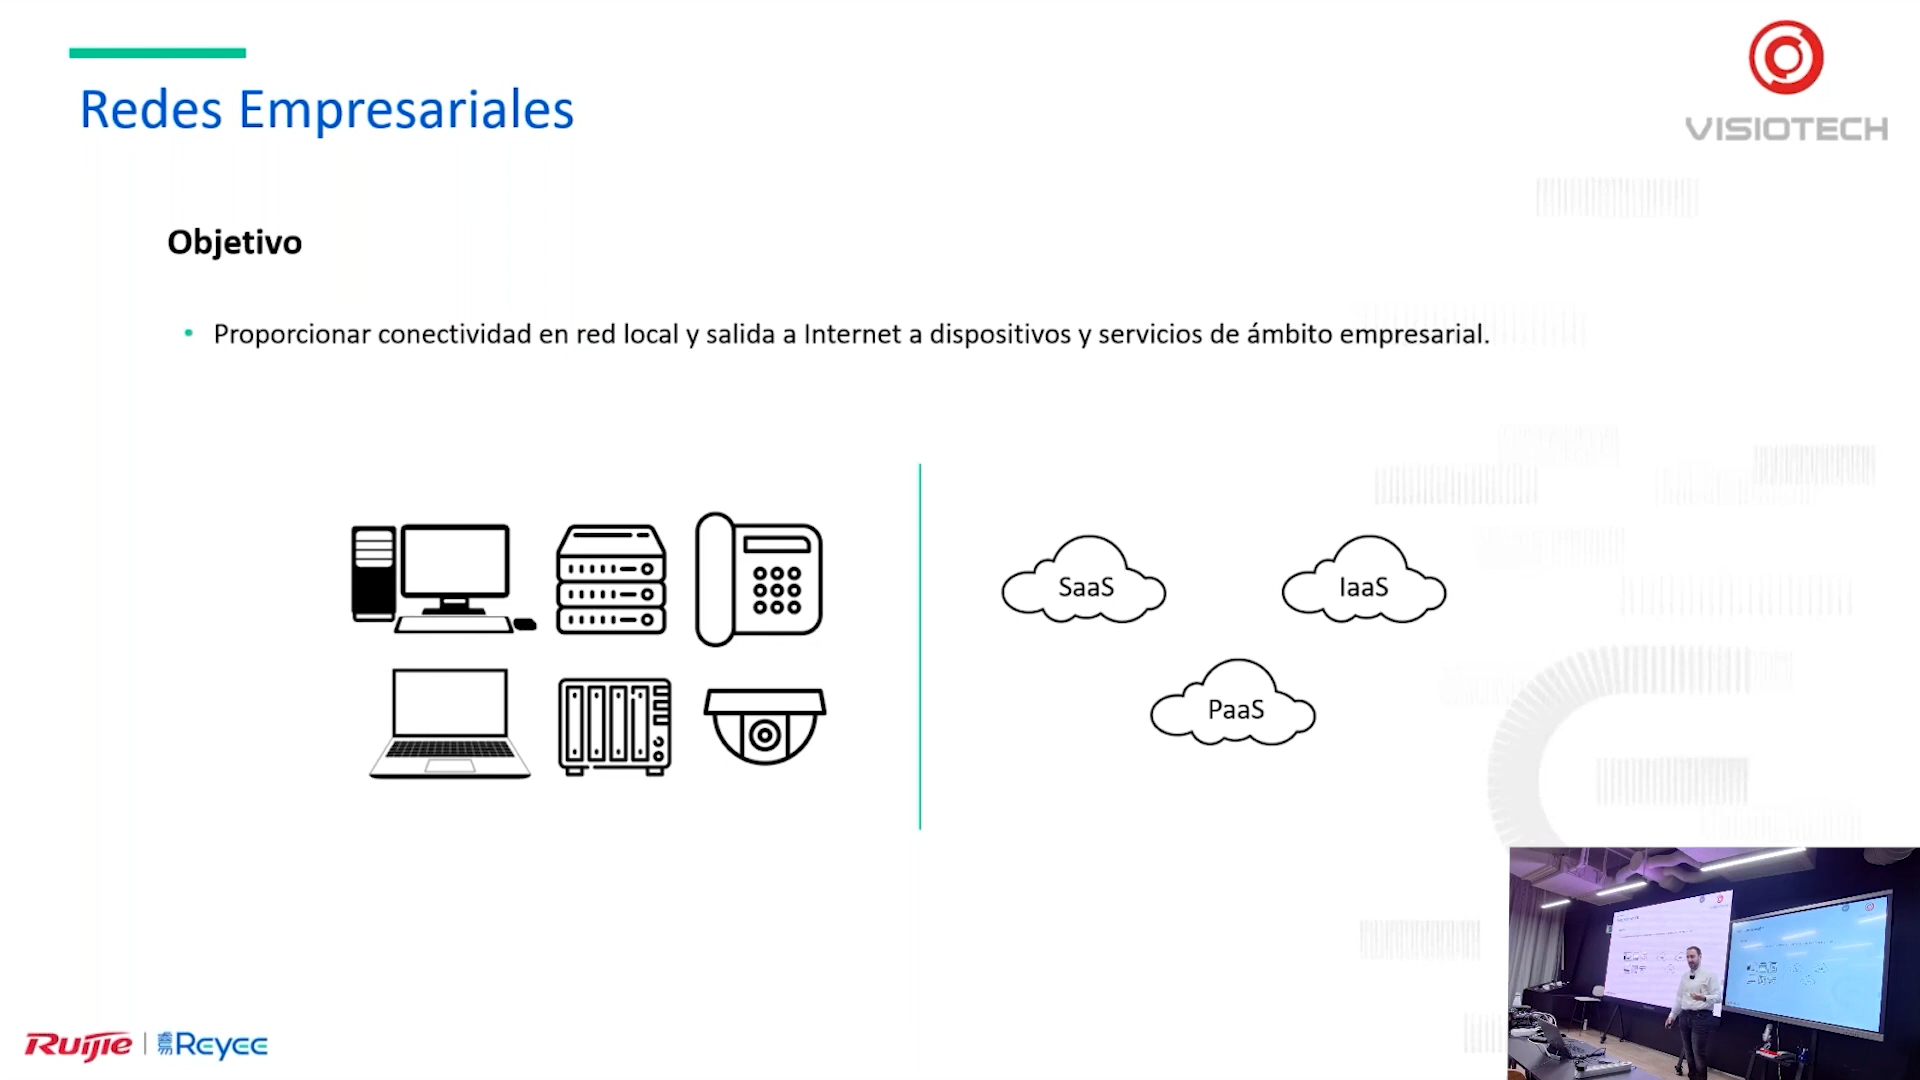 Redes Empresariales
VISIOTECH
Objetivo
• Proporcionar conectividad en red local y salida a Internet a dispositivos y servicios de ámbito empresarial.
SaaS
IaaS
PaaS
Ruijie | Reyee